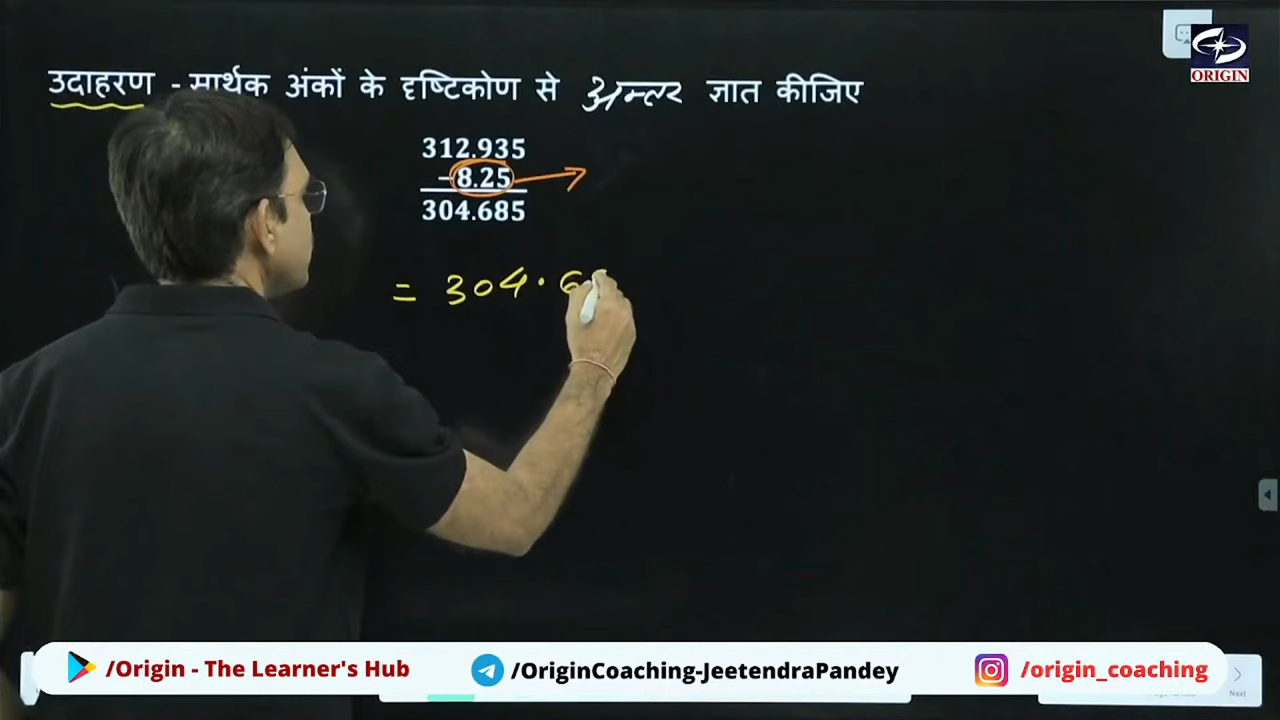 उदाहरण - सार्थक अंकों के दृष्टिकोण से अन्तर ज्ञात कीजिए
ORIGIN
312.935
−8.25
304.685
= 304.6
/Origin - The Learner's Hub
/OriginCoaching-JeetendraPandey
/origin_coaching
Next